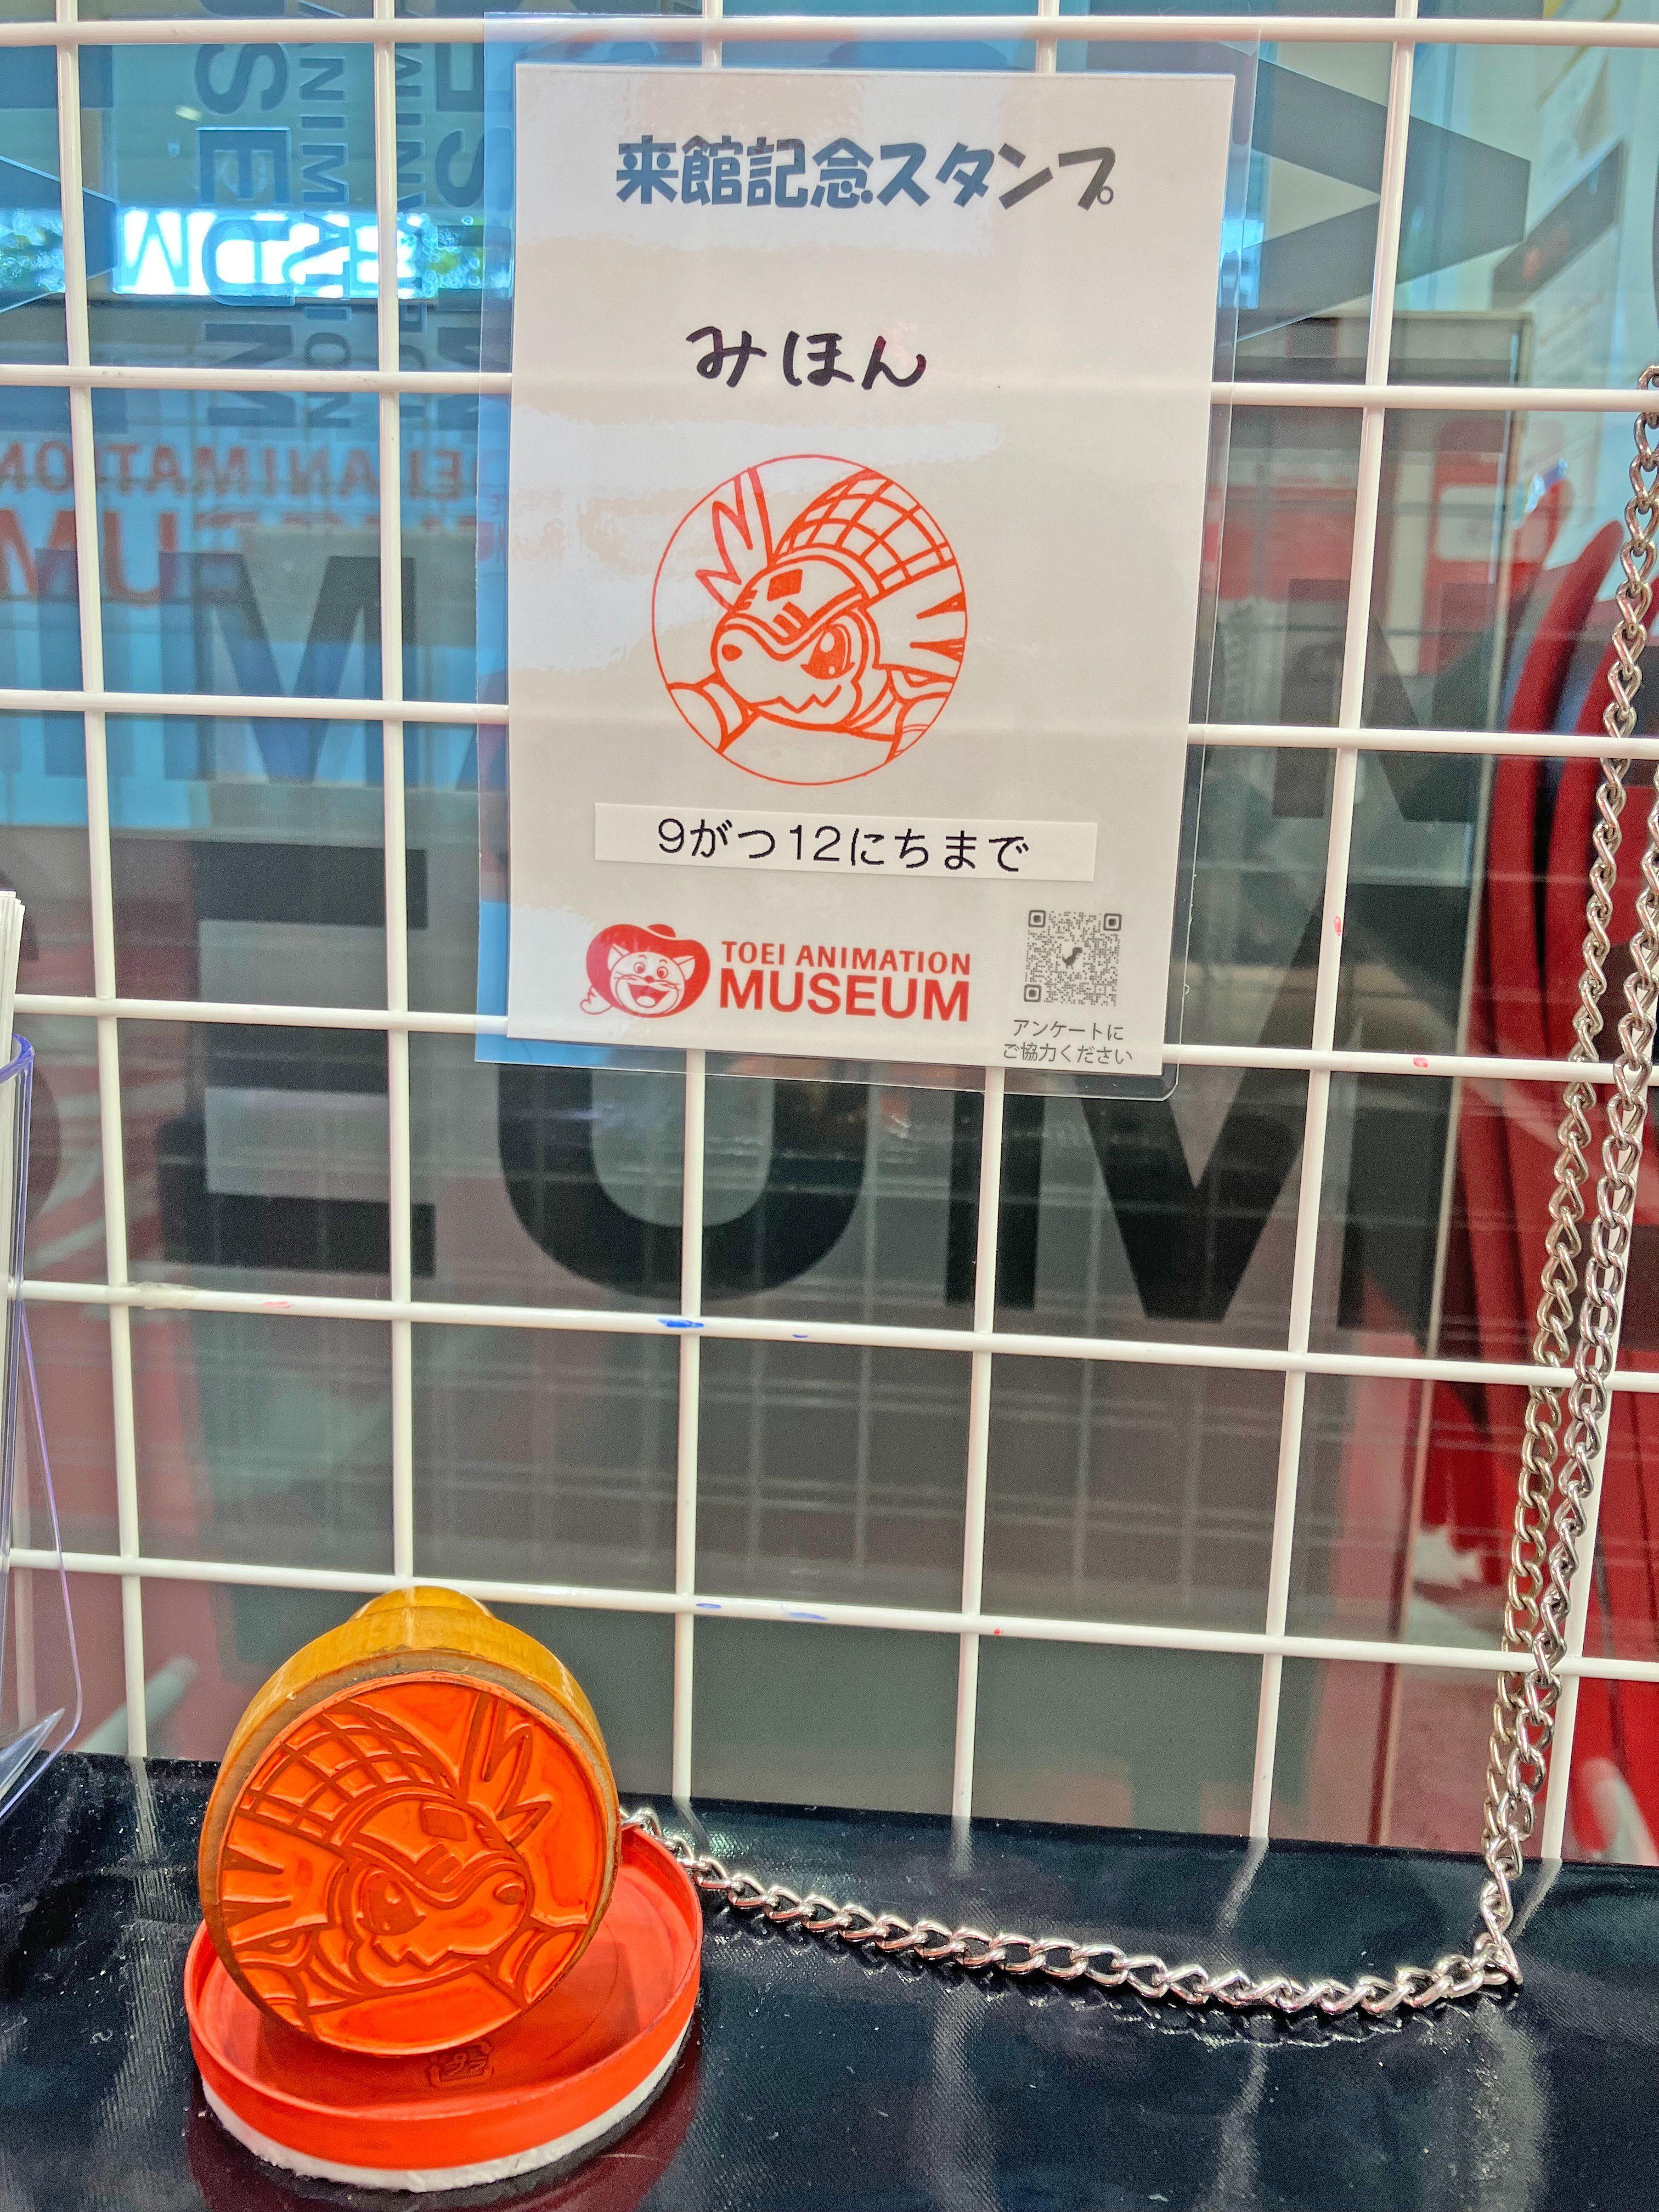 来館記念スタンプ
みほん
9がつ12にちまで
TOEI ANIMATION
MUSEUM
アンケートに
ご協力ください